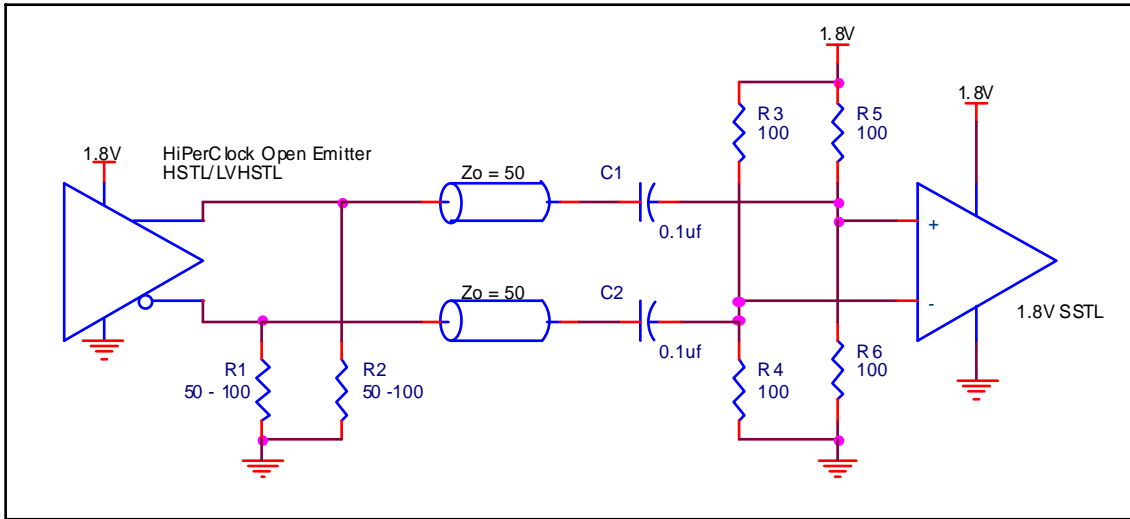 1.8V
1.8V
R3
100
R5
100
HiPerClock Open Emitter
HSTL/LVHSTL
1.8V
Zo = 50
C1
0.1uf
+
Zo = 50
C2
-
1.8V SSTL
0.1uf
R1
50 - 100
R2
50 -100
R4
100
R6
100